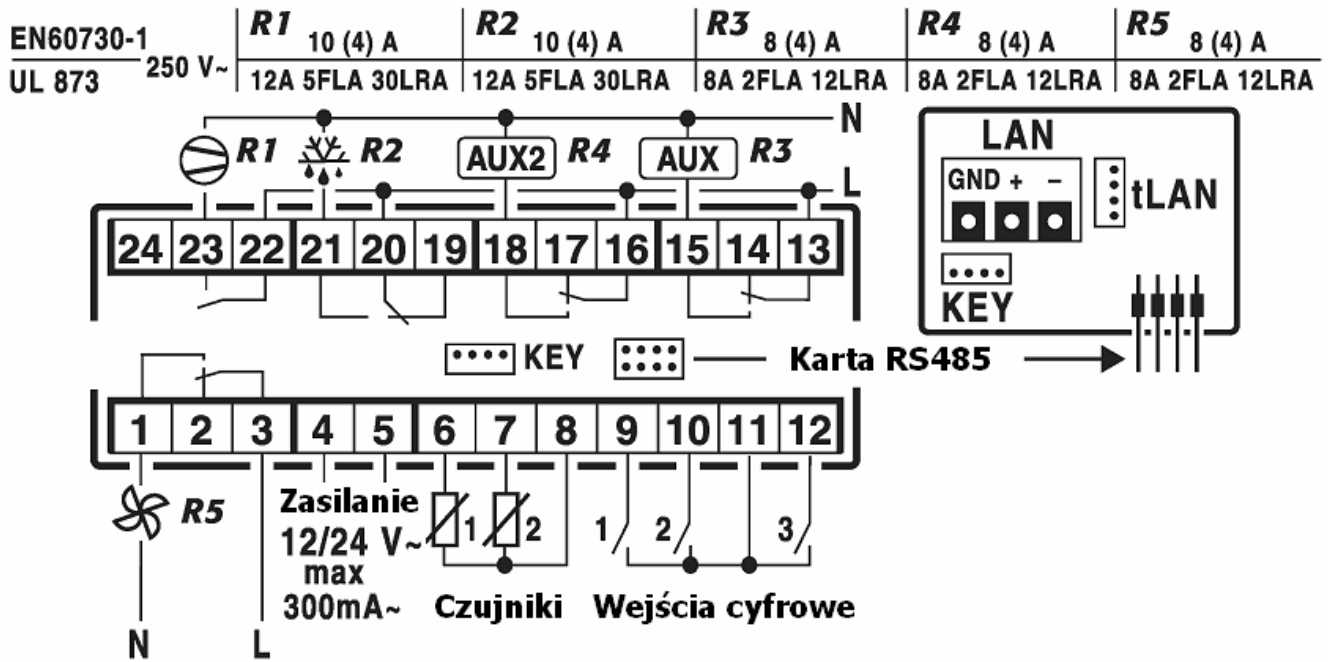 EN60730-1
UL 873
250 V~
R1 10 (4) A
12A 5FLA 30LRA
R2 10 (4) A
12A 5FLA 30LRA
R3 8 (4) A
8A 2FLA 12LRA
R4 8 (4) A
8A 2FLA 12LRA
R5 8 (4) A
8A 2FLA 12LRA
N
R1
R2
AUX2 R4
AUX R3
L
24 23 22 21 20 19 18 17 16 15 14 13
LAN
GND + -
tLAN
KEY
KEY
Karta RS485
1 2 3 4 5 6 7 8 9 10 11 12
R5
Zasilanie
12/24 V~
max
300mA~
1
2
Czujniki
1
2
3
Wejścia cyfrowe
N
L